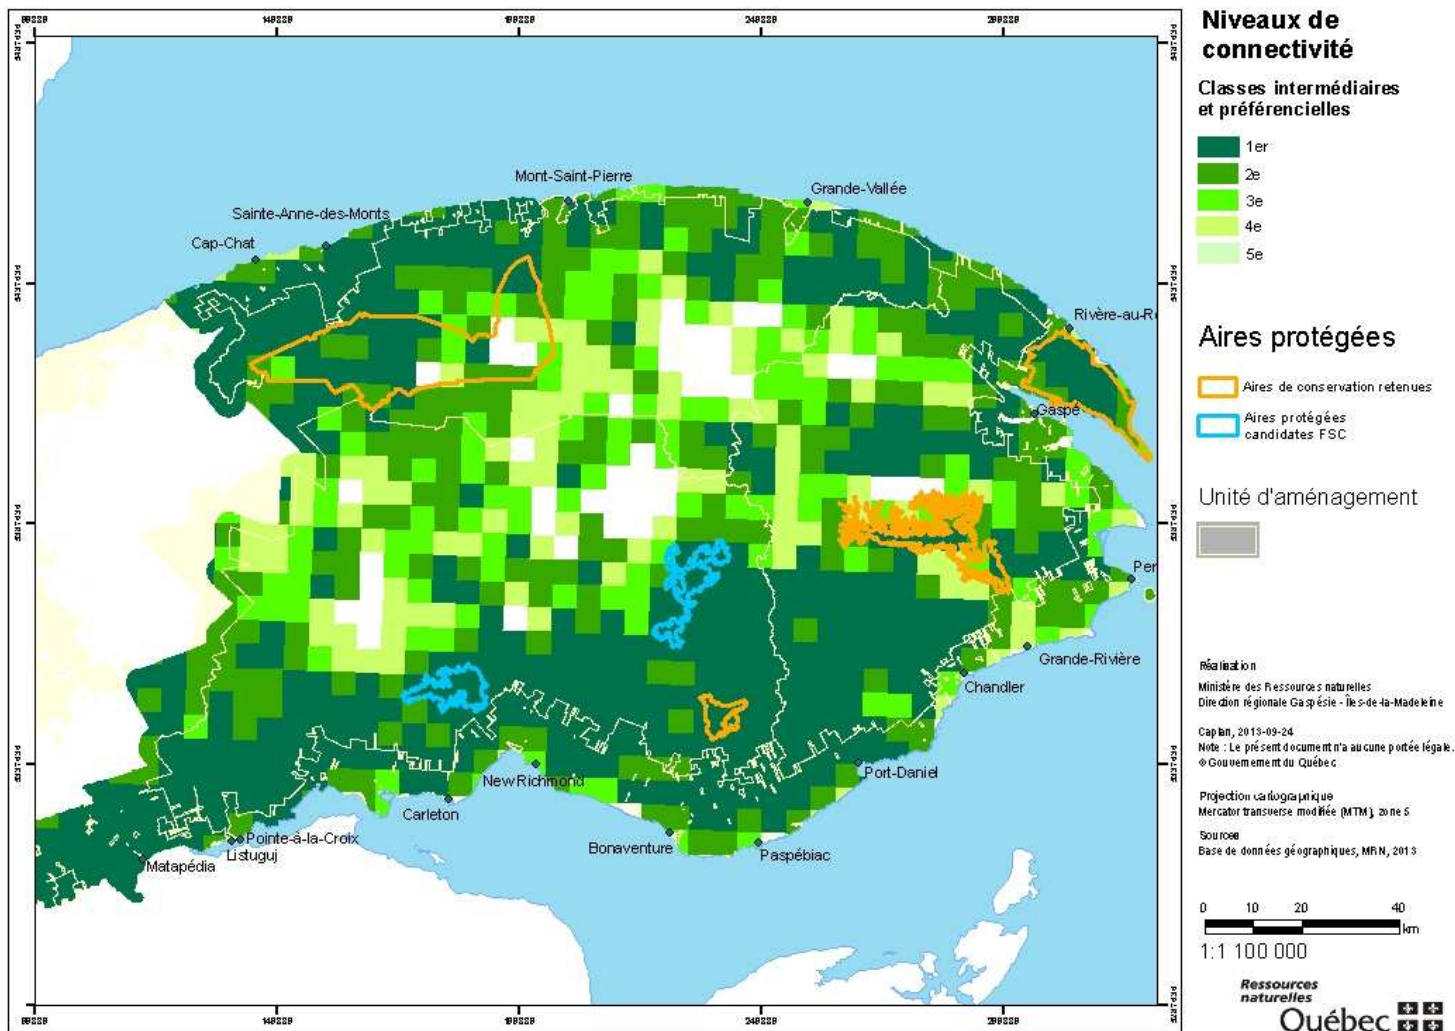 Niveaux de
connectivité
Classes intermédiaires
et préférencielles
1er
2e
3e
4e
5e
Aires protégées
Aires de conservation retenues
Aires protégées
candidates FSC
Unité d'aménagement
Mont-Saint-Pierre
Grande-Vallée
Sainte-Anne-des-Monts
Cap-Chat
Rivère-au-Re
Gaspé
Per
Grande-Rivière
Chandler
Port-Daniel
New Richmond
Carleton
Bonaventure
Paspébiac
Pointe-à-la-Croix
Listuguj
Matapédia
Réalisation
Ministère des Ressources naturelles
Direction régionale Gaspésie - Îles-de-la-Madeleine
Caplan, 2013-09-24
Note : Le présent document n'a aucune portée légale.
© Gouvernement du Québec
Projection cartographique
Mercator transverse modifiée (MTM), zone 5
Sources
Base de données géographiques, MRN, 2013
0 10 20 40
km
1:1 100 000
Ressources
naturelles
Québec